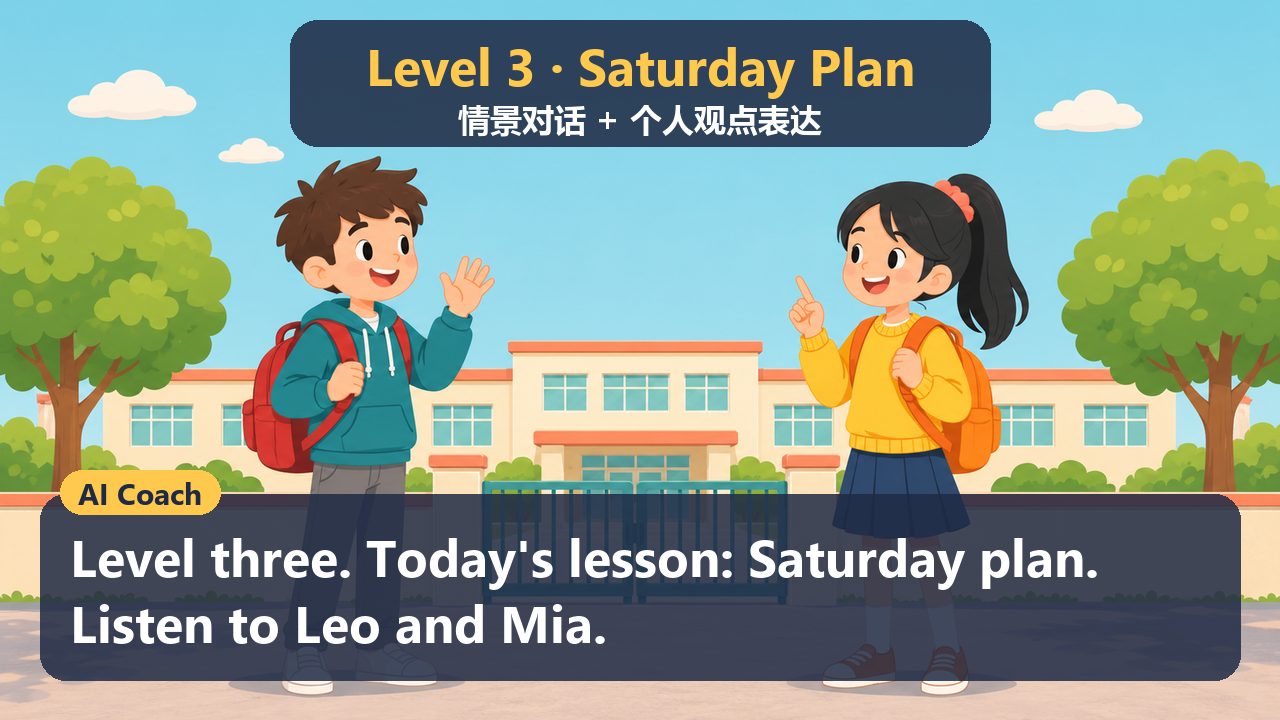 Level 3 · Saturday Plan
情景对话 + 个人观点表达
AI Coach
Level three. Today's lesson: Saturday plan.
Listen to Leo and Mia.